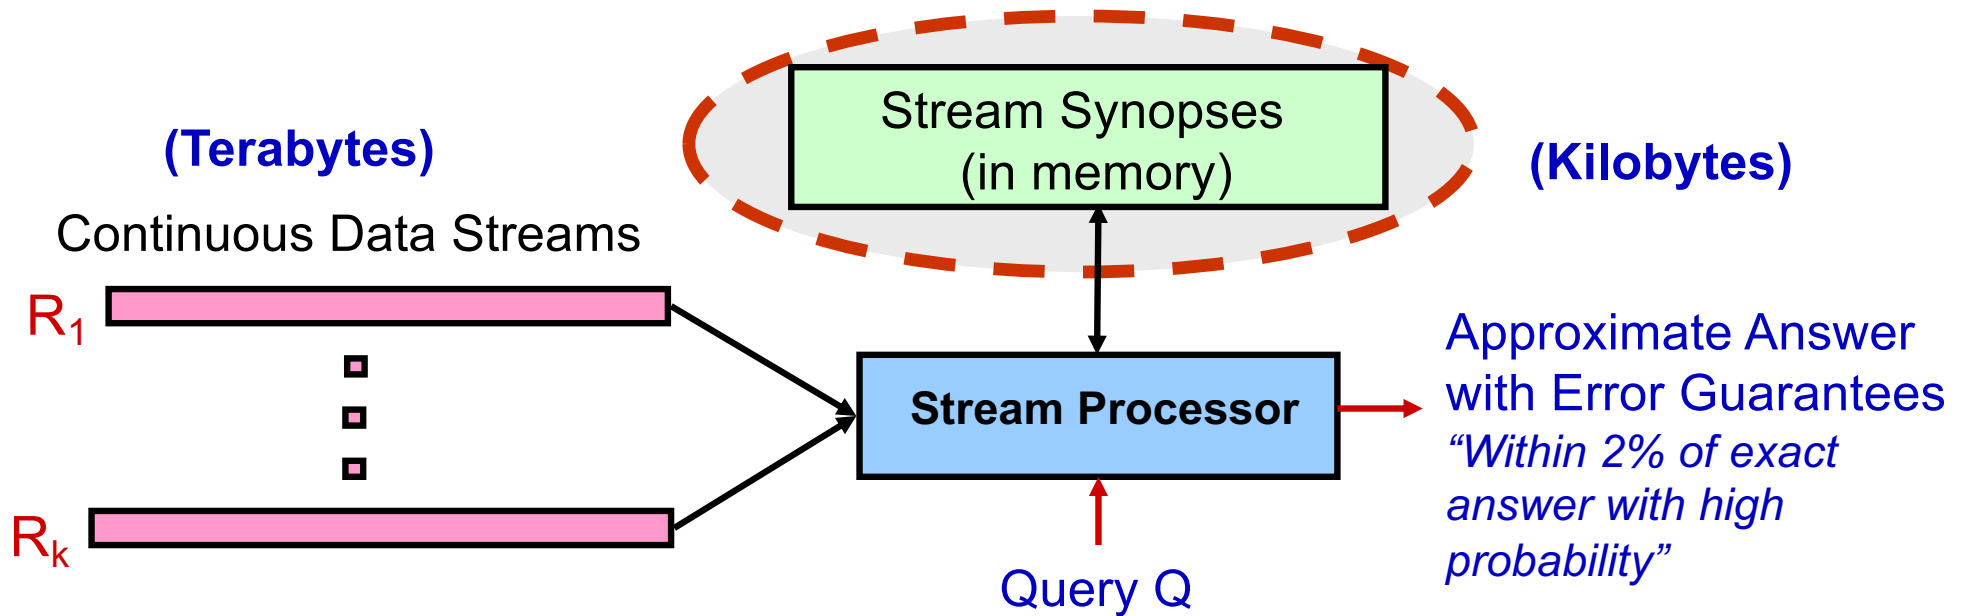 (Terabytes)
Continuous Data Streams
R₁
Rₖ
Stream Synopses
(in memory)
(Kilobytes)
Stream Processor
Query Q
Approximate Answer
with Error Guarantees
“Within 2% of exact
answer with high
probability”